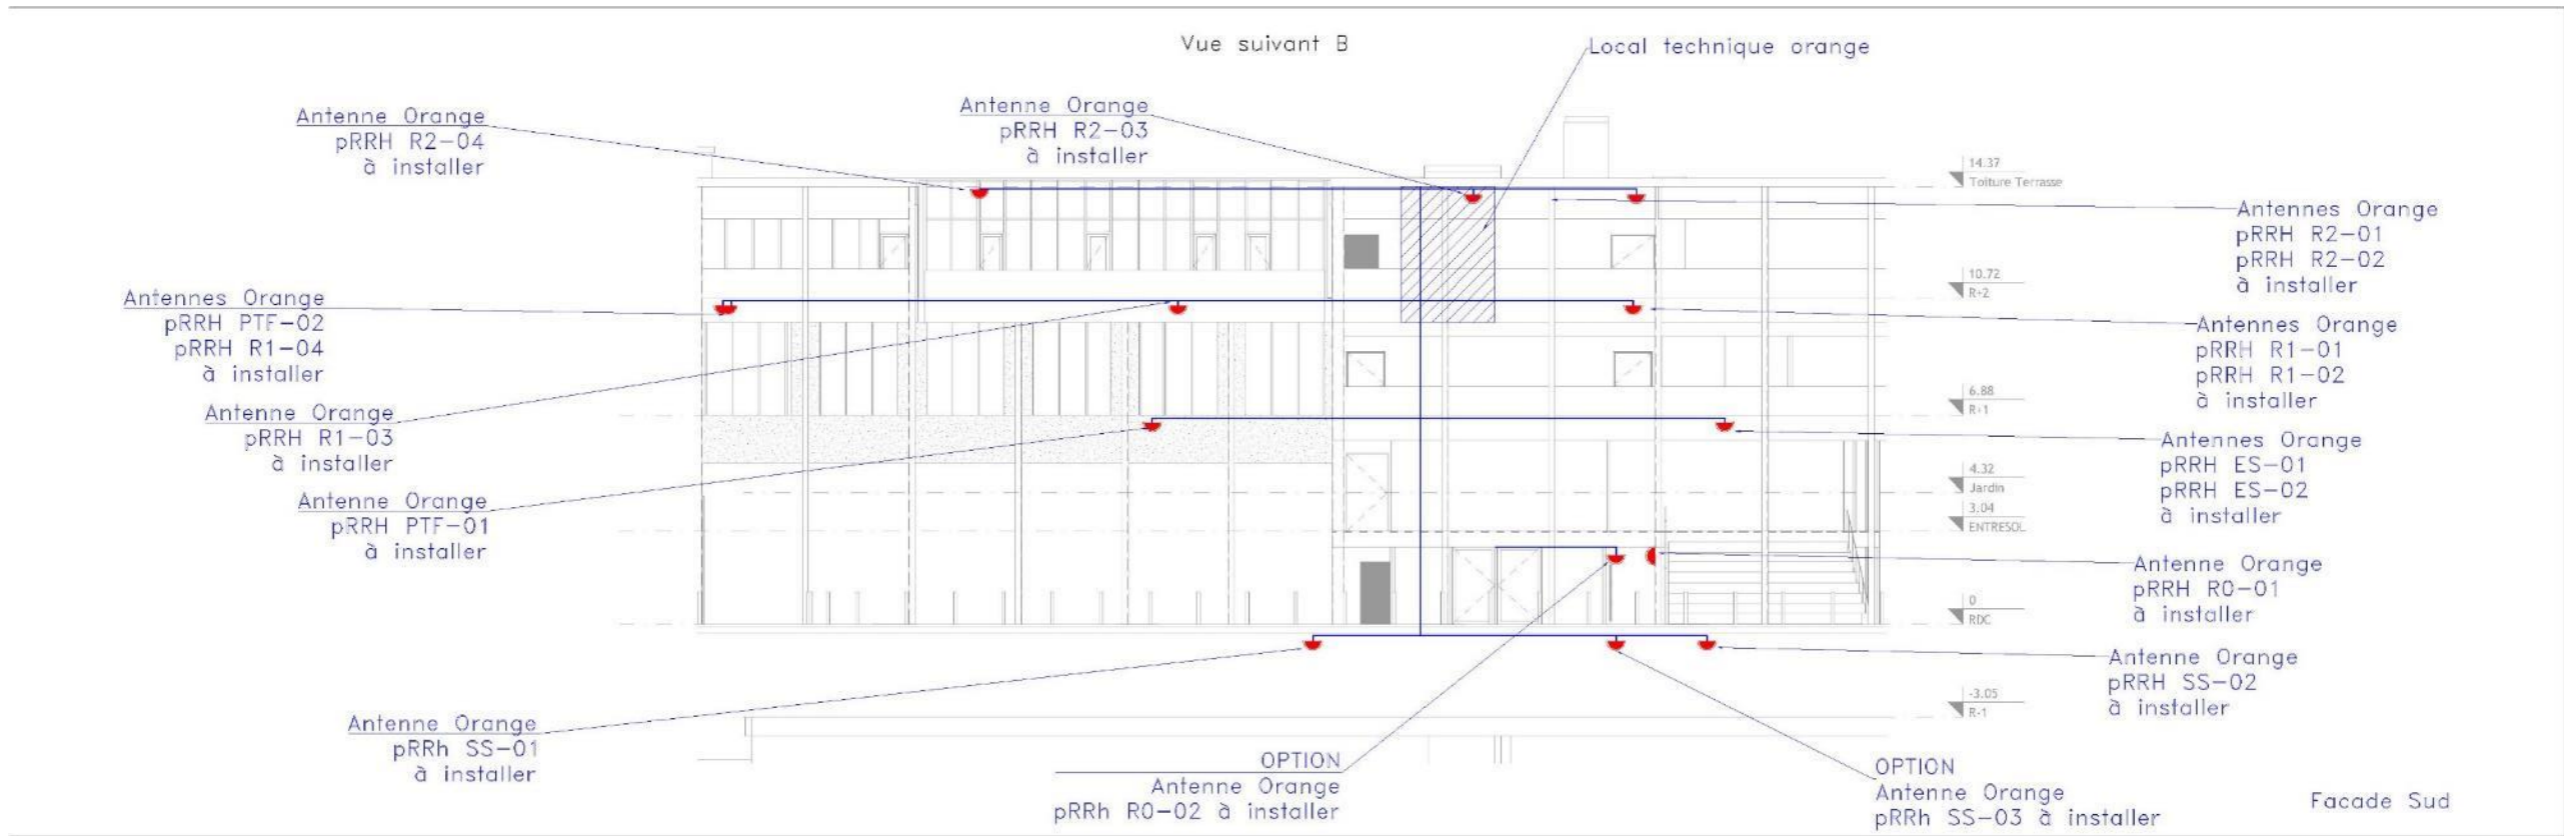 Vue suivant B
Local technique orange
Antenne Orange
pRRH R2-04
à installer
Antenne Orange
pRRH R2-03
à installer
14.37
Toiture Terrasse
Antennes Orange
pRRH R2-01
pRRH R2-02
à installer
10.72
R+2
Antennes Orange
pRRH PTF-02
pRRH R1-04
à installer
Antennes Orange
pRRH R1-01
pRRH R1-02
à installer
6.88
R+1
Antenne Orange
pRRH R1-03
à installer
Antennes Orange
pRRH ES-01
pRRH ES-02
à installer
4.32
Jardin
3.04
ENTRESOL
Antenne Orange
pRRH PTF-01
à installer
Antenne Orange
pRRH R0-01
à installer
0
RDC
Antenne Orange
pRRH SS-02
à installer
-3.05
R-1
Antenne Orange
pRRh SS-01
à installer
OPTION
Antenne Orange
pRRh R0-02 à installer
OPTION
Antenne Orange
pRRh SS-03 à installer
Facade Sud